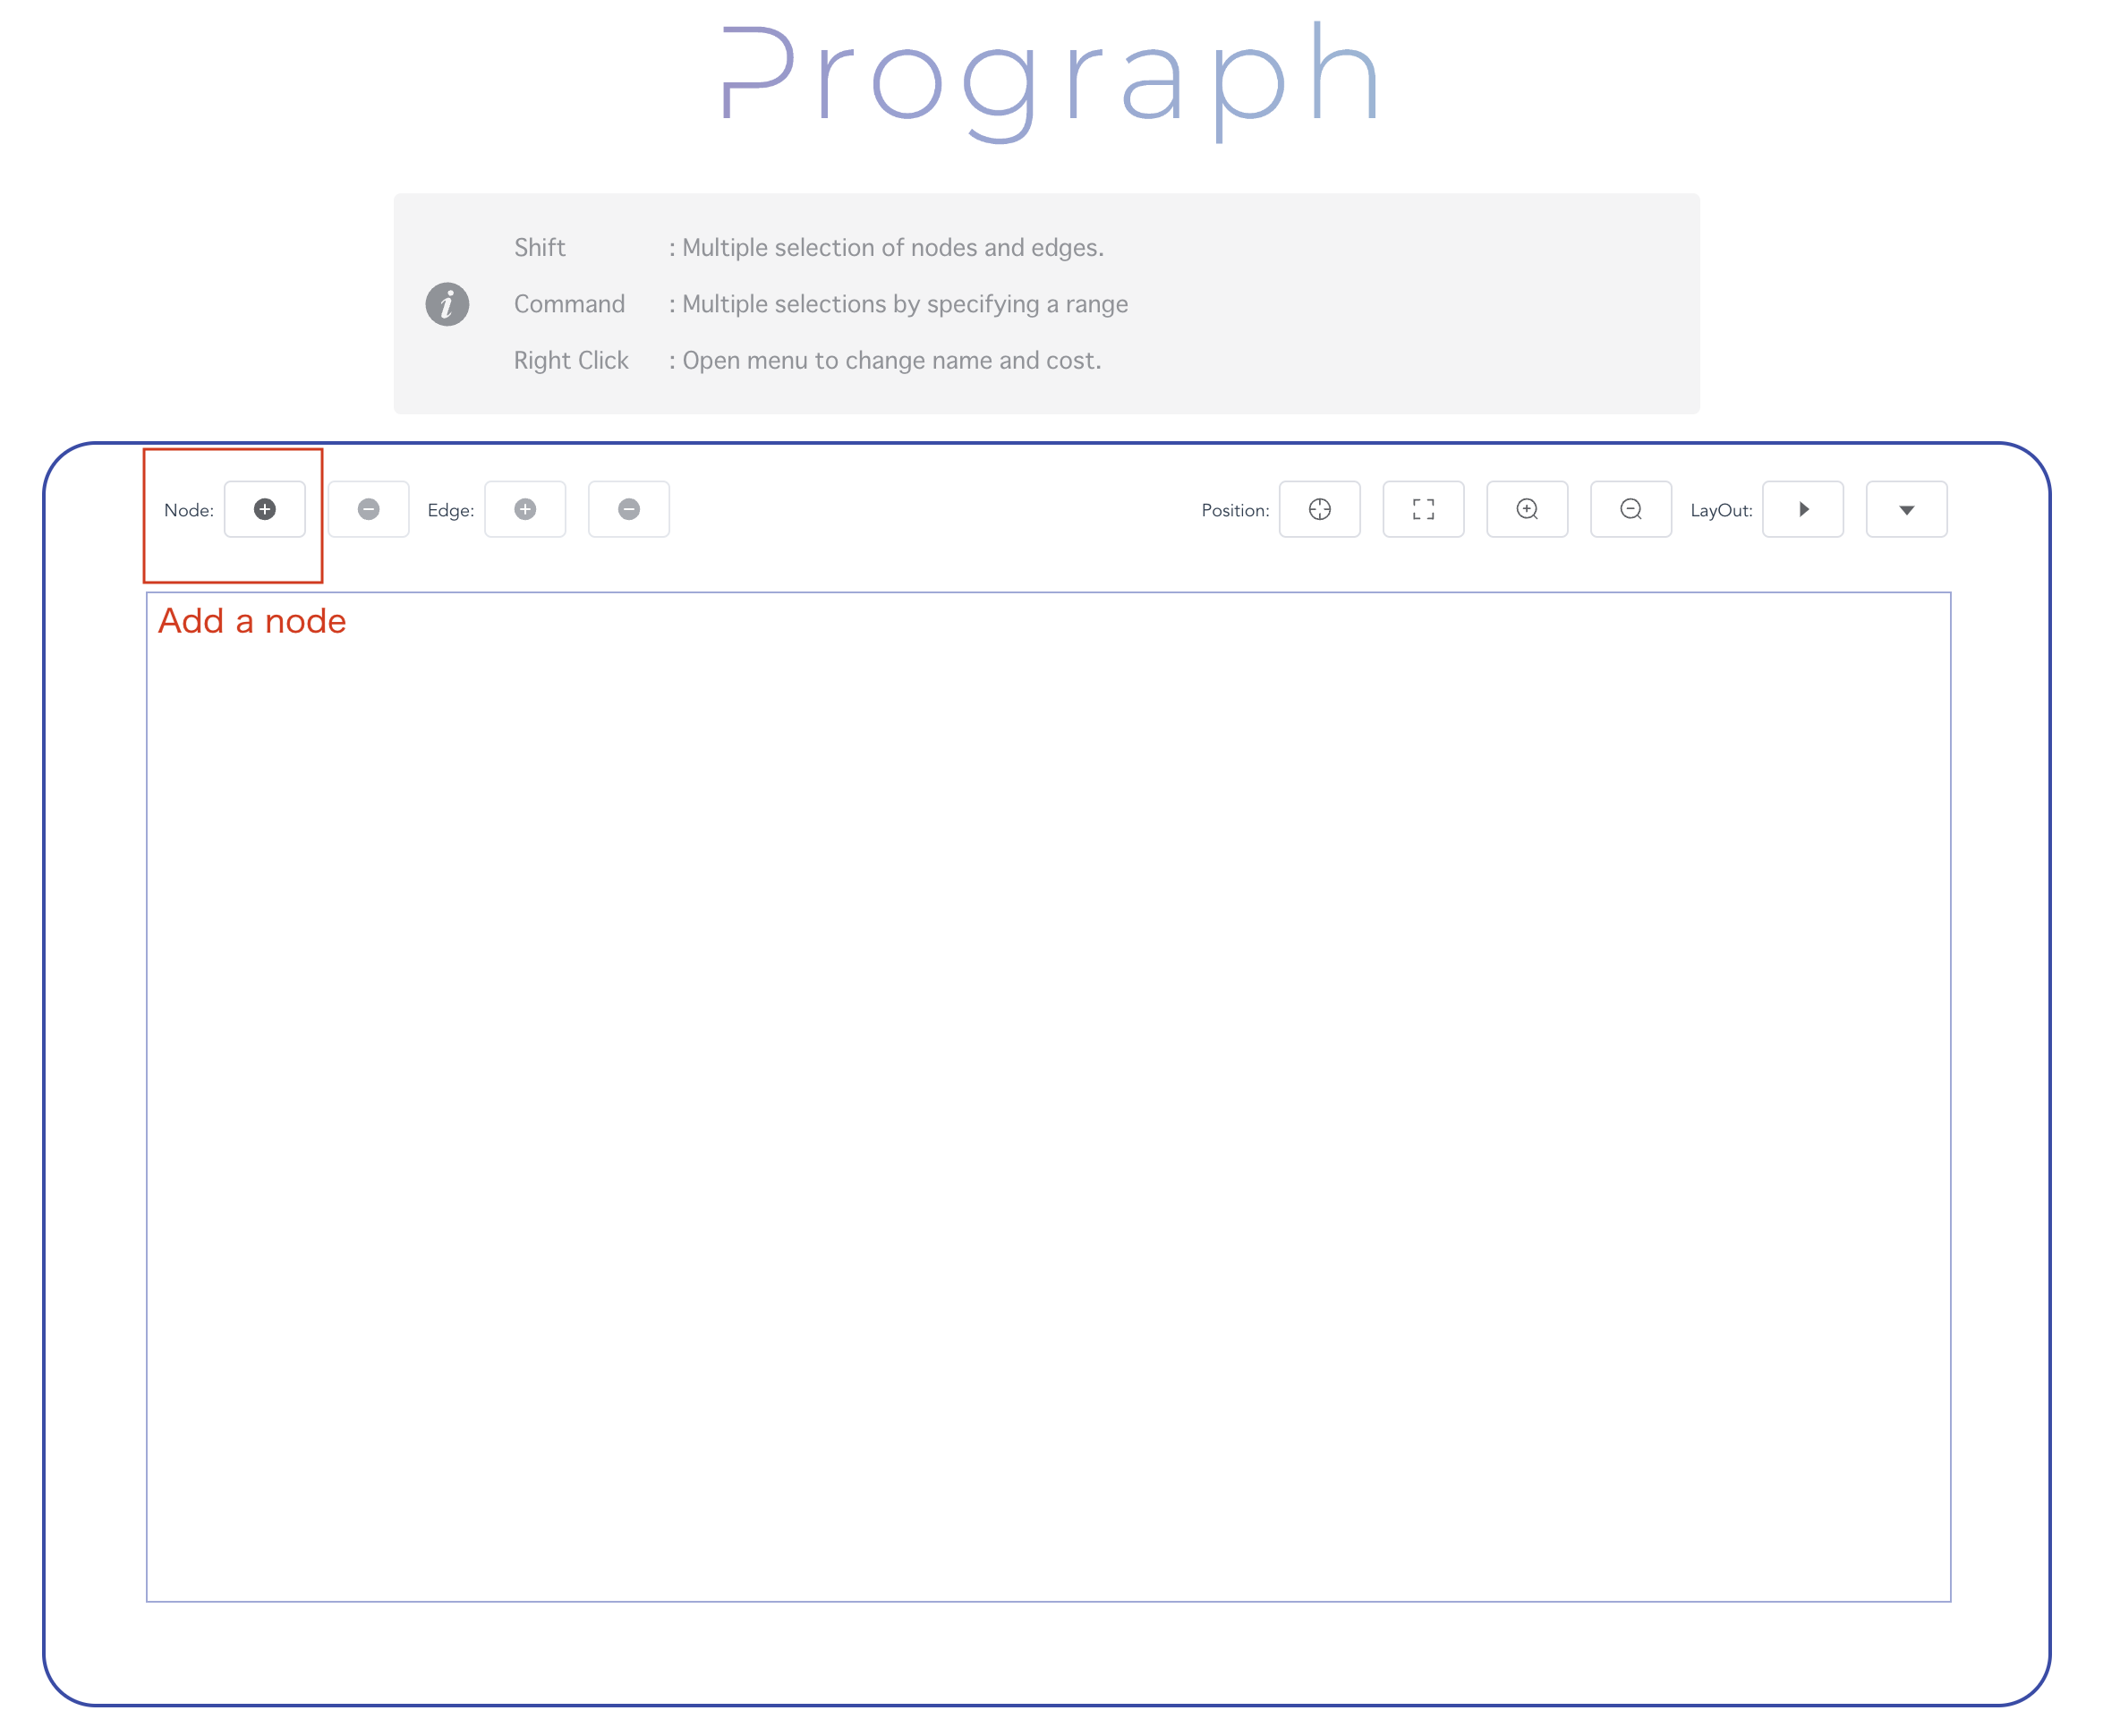 Prograph
Shift : Multiple selection of nodes and edges.
Command : Multiple selections by specifying a range
Right Click : Open menu to change name and cost.
Node: Edge: Position: LayOut:
Add a node